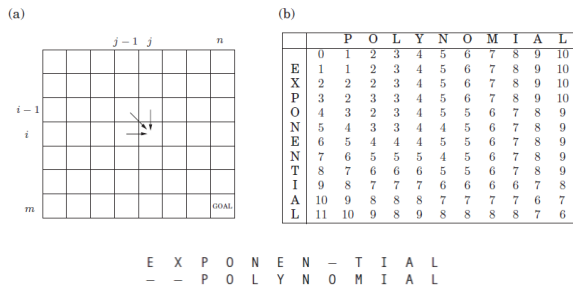 (a)
j − 1 j n
i − 1
i
m GOAL
(b)
P O L Y N O M I A L
0 1 2 3 4 5 6 7 8 9 10
E 1 1 2 3 4 5 6 7 8 9 10
X 2 2 2 3 4 5 6 7 8 9 10
P 3 2 3 3 4 5 6 7 8 9 10
O 4 3 2 3 4 5 5 6 7 8 9
N 5 4 3 3 4 4 5 6 7 8 9
E 6 5 4 4 4 5 5 6 7 8 9
N 7 6 5 5 5 4 5 6 7 8 9
T 8 7 6 6 6 5 5 6 7 8 9
I 9 8 7 7 7 6 6 6 6 7 8
A 10 9 8 8 8 7 7 7 7 6 7
L 11 10 9 8 9 8 8 8 8 7 6
E X P O N E N − T I A L
− − P O L Y N O M I A L